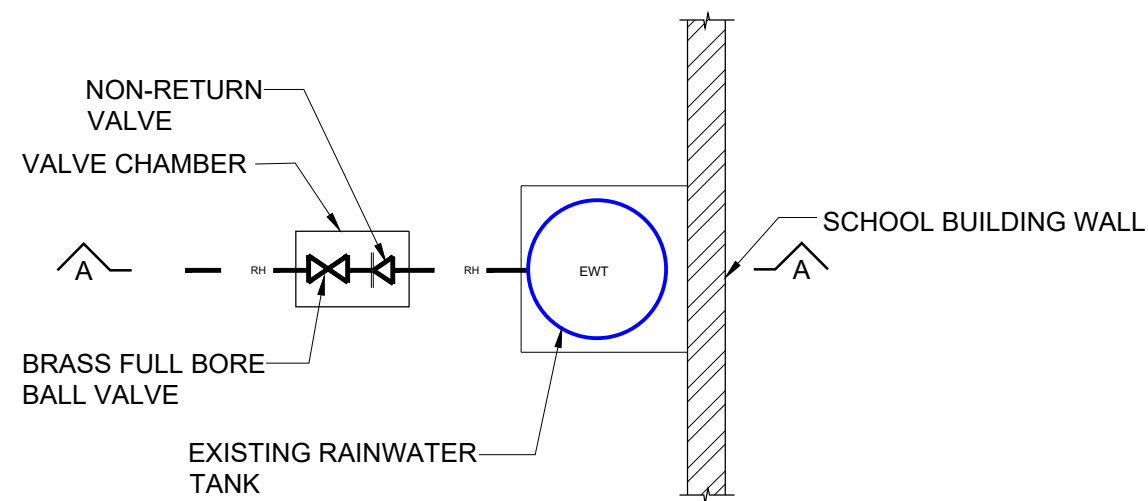 NON-RETURN
VALVE
VALVE CHAMBER
SCHOOL BUILDING WALL
A
RH
RH
EWT
A
BRASS FULL BORE
BALL VALVE
EXISTING RAINWATER
TANK